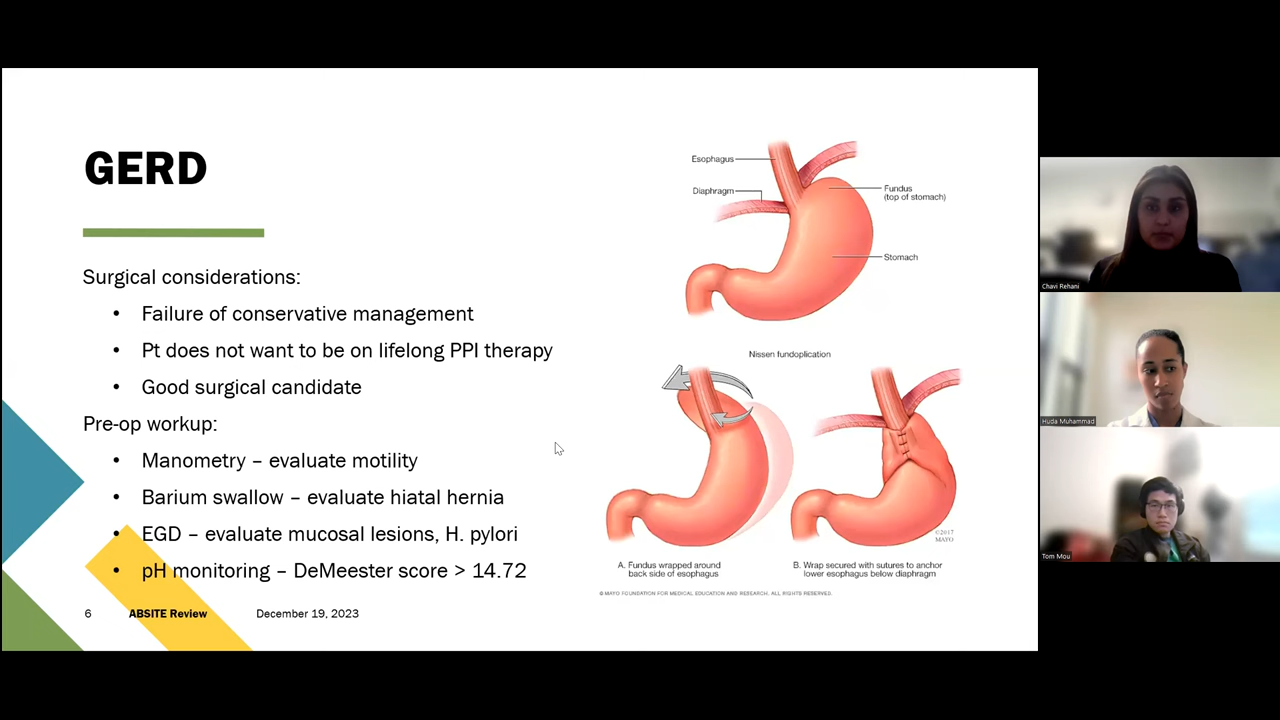 GERD
Surgical considerations:
• Failure of conservative management
• Pt does not want to be on lifelong PPI therapy
• Good surgical candidate
Pre-op workup:
• Manometry – evaluate motility
• Barium swallow – evaluate hiatal hernia
• EGD – evaluate mucosal lesions, H. pylori
• pH monitoring – DeMeester score > 14.72
6 ABSITE Review December 19, 2023
Esophagus
Diaphragm
Fundus
(top of stomach)
Stomach
Nissen fundoplication
©2017
MAYO
A. Fundus wrapped around
back side of esophagus
B. Wrap secured with sutures to anchor
lower esophagus below diaphragm
© MAYO FOUNDATION FOR MEDICAL EDUCATION AND RESEARCH. ALL RIGHTS RESERVED.
Chavi Rehani
Huda Muhammad
Tom Mou